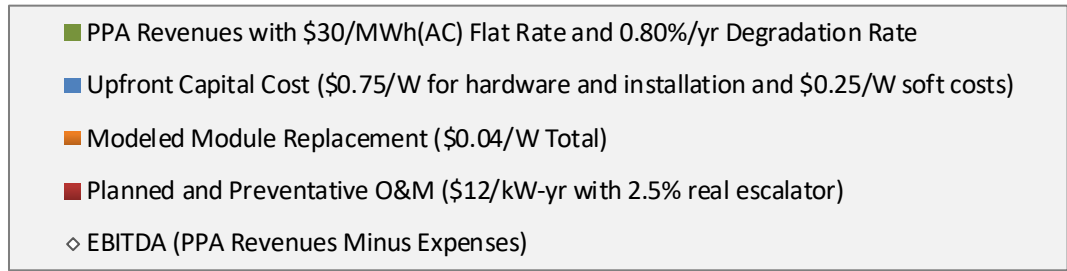 PPA Revenues with $30/MWh(AC) Flat Rate and 0.80%/yr Degradation Rate
Upfront Capital Cost ($0.75/W for hardware and installation and $0.25/W soft costs)
Modeled Module Replacement ($0.04/W Total)
Planned and Preventative O&M ($12/kW-yr with 2.5% real escalator)
EBITDA (PPA Revenues Minus Expenses)